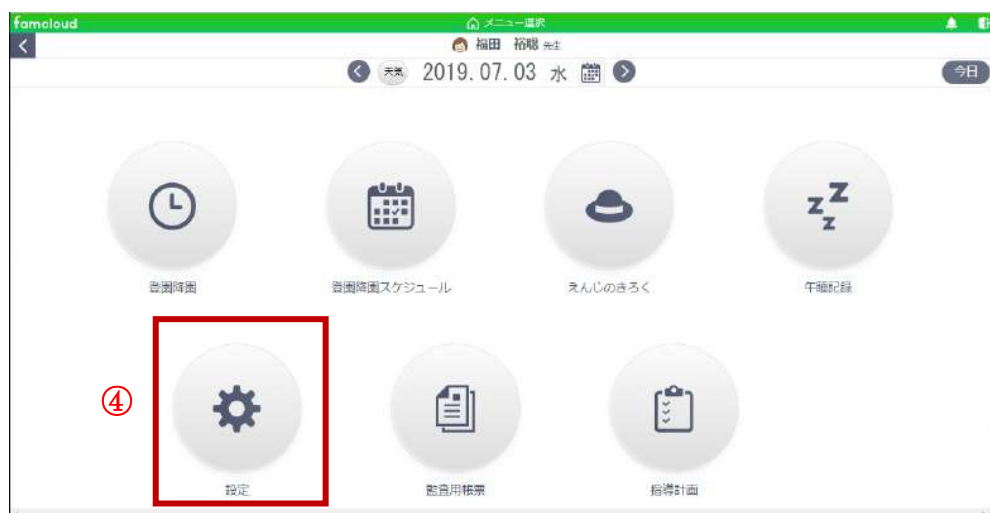 famcloud メニュー選択
福田 裕聡 先生
天気 2019.07.03 水 今日
登園降園 登園降園スケジュール えんじのきろく 午睡記録
④
設定 監査用帳票 指導計画